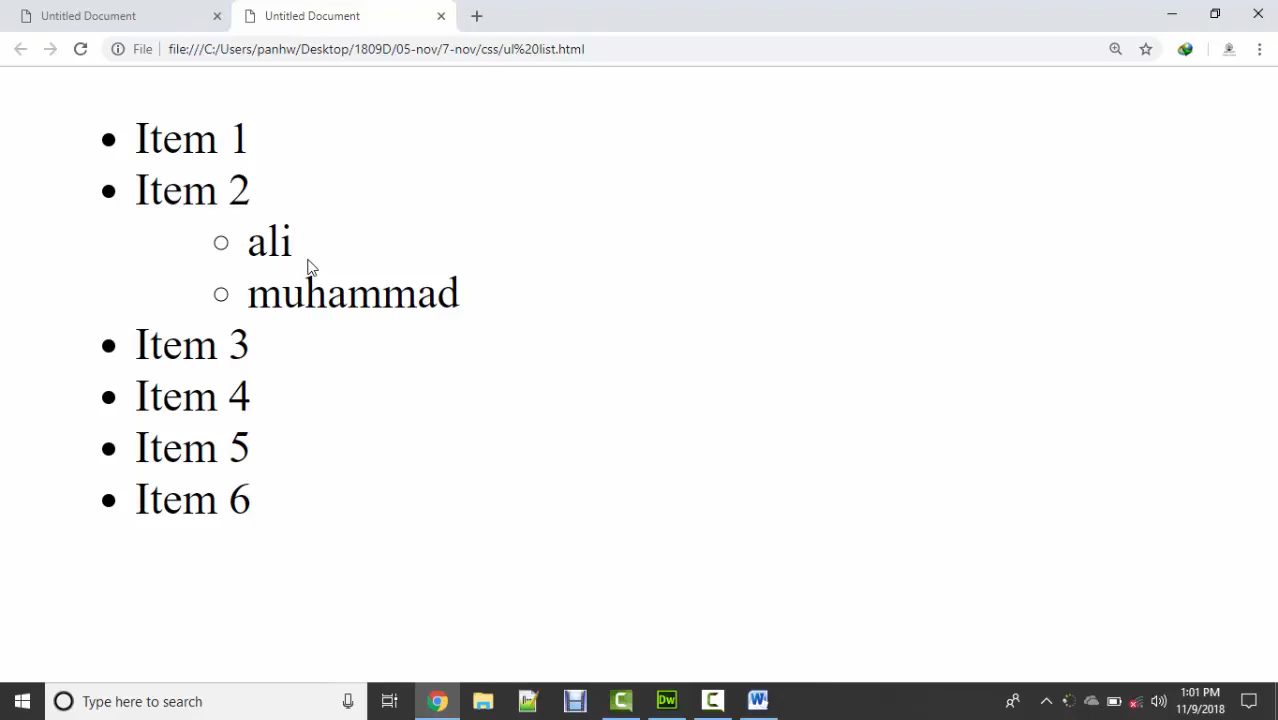 Untitled Document
Untitled Document
File file:///C:/Users/panhw/Desktop/1809D/05-nov/7-nov/css/ul%20list.html
Item 1
Item 2
ali
muhammad
Item 3
Item 4
Item 5
Item 6
Type here to search
Dw
1:01 PM
11/9/2018